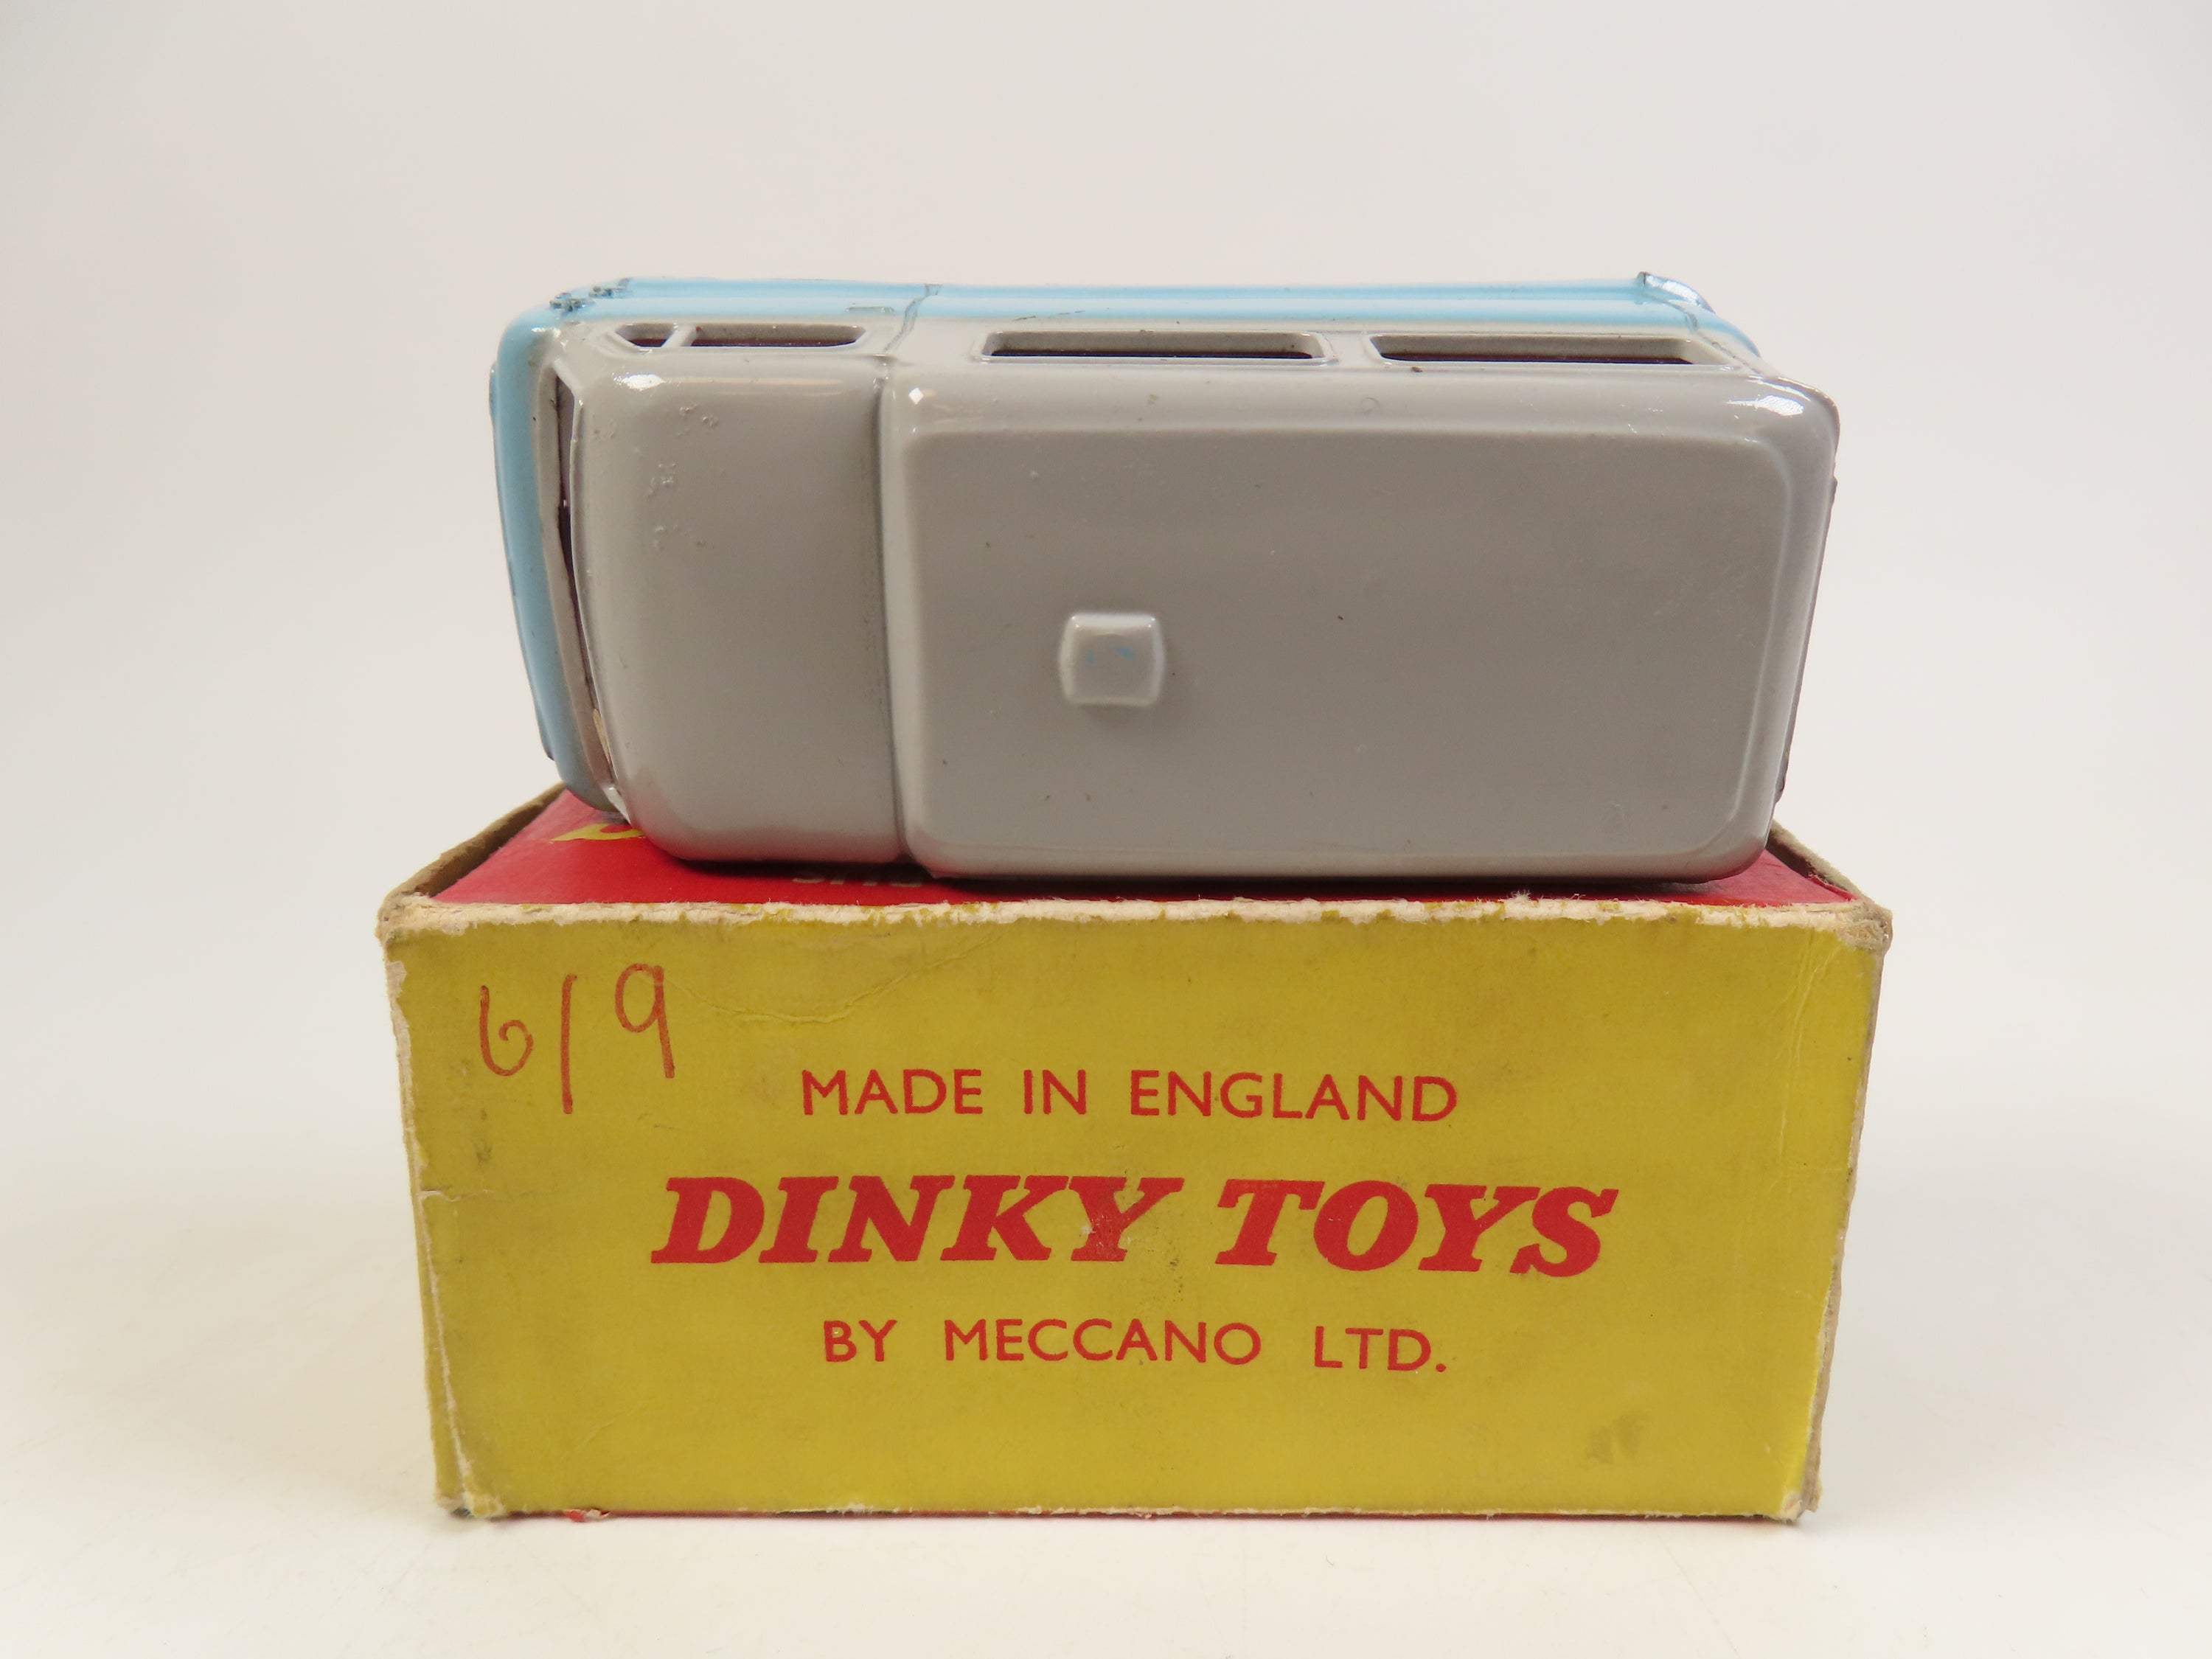 6/9
MADE IN ENGLAND
DINKY TOYS
BY MECCANO LTD.